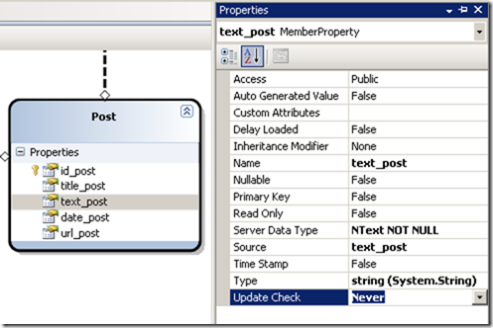 Post
Properties
id_post
title_post
text_post
date_post
url_post
Properties
text_post MemberProperty
Access Public
Auto Generated Value False
Custom Attributes
Delay Loaded False
Inheritance Modifier None
Name text_post
Nullable False
Primary Key False
Read Only False
Server Data Type NText NOT NULL
Source text_post
Time Stamp False
Type string (System.String)
Update Check Never